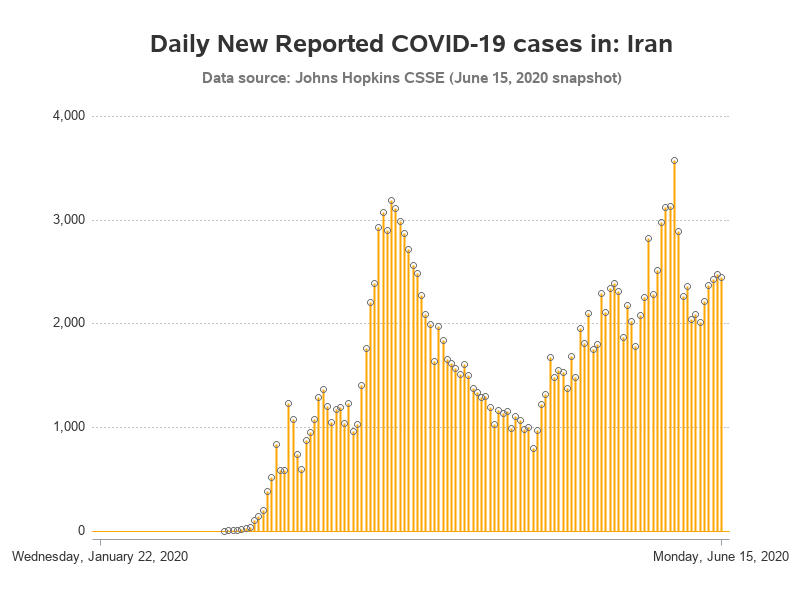 Daily New Reported COVID-19 cases in: Iran
Data source: Johns Hopkins CSSE (June 15, 2020 snapshot)
4,000
3,000
2,000
1,000
0
Wednesday, January 22, 2020
Monday, June 15, 2020